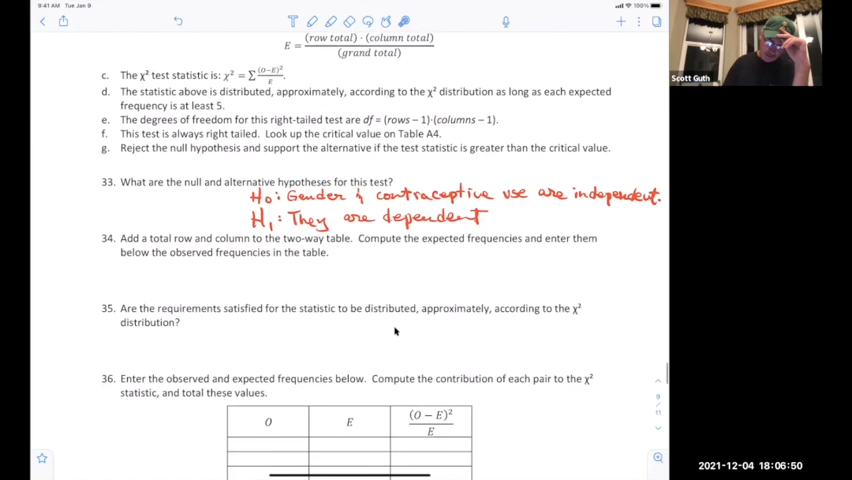 9:41 AM Tue Jan 9
100%
E = (row total) · (column total) / (grand total)
c. The χ² test statistic is: χ² = Σ (O−E)² / E.
d. The statistic above is distributed, approximately, according to the χ² distribution as long as each expected
frequency is at least 5.
e. The degrees of freedom for this right-tailed test are df = (rows − 1)·(columns − 1).
f. This test is always right tailed. Look up the critical value on Table A4.
g. Reject the null hypothesis and support the alternative if the test statistic is greater than the critical value.
33. What are the null and alternative hypotheses for this test?
H₀: Gender & contraceptive use are independent.
H₁: They are dependent
34. Add a total row and column to the two-way table. Compute the expected frequencies and enter them
below the observed frequencies in the table.
35. Are the requirements satisfied for the statistic to be distributed, approximately, according to the χ²
distribution?
36. Enter the observed and expected frequencies below. Compute the contribution of each pair to the χ²
statistic, and total these values.
O E (O − E)² / E
9
/
11
Scott Guth
2021-12-04 18:06:50